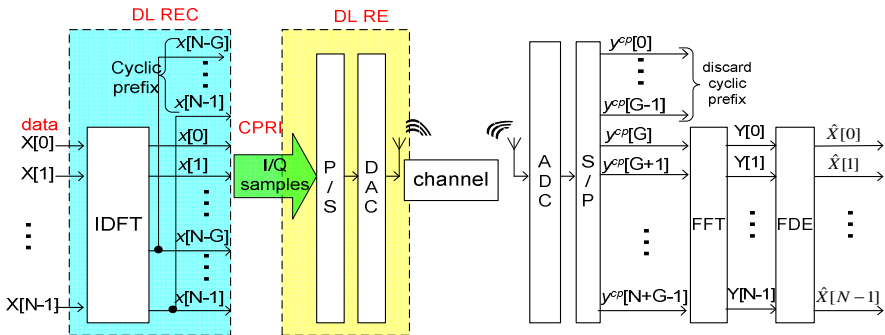 DL REC
DL RE
x[N-G]
Cyclic
prefix
x[N-1]
data
X[0]
x[0]
X[1]
x[1]
IDFT
x[N-G]
X[N-1]
x[N-1]
CPRI
I/Q
samples
P
/
S
D
A
C
channel
A
D
C
S
/
P
y^cp[0]
y^cp[G-1]
discard
cyclic
prefix
y^cp[G]
y^cp[G+1]
y^cp[N+G-1]
FFT
Y[0]
Y[1]
Y[N-1]
FDE
X̂[0]
X̂[1]
X̂[N-1]